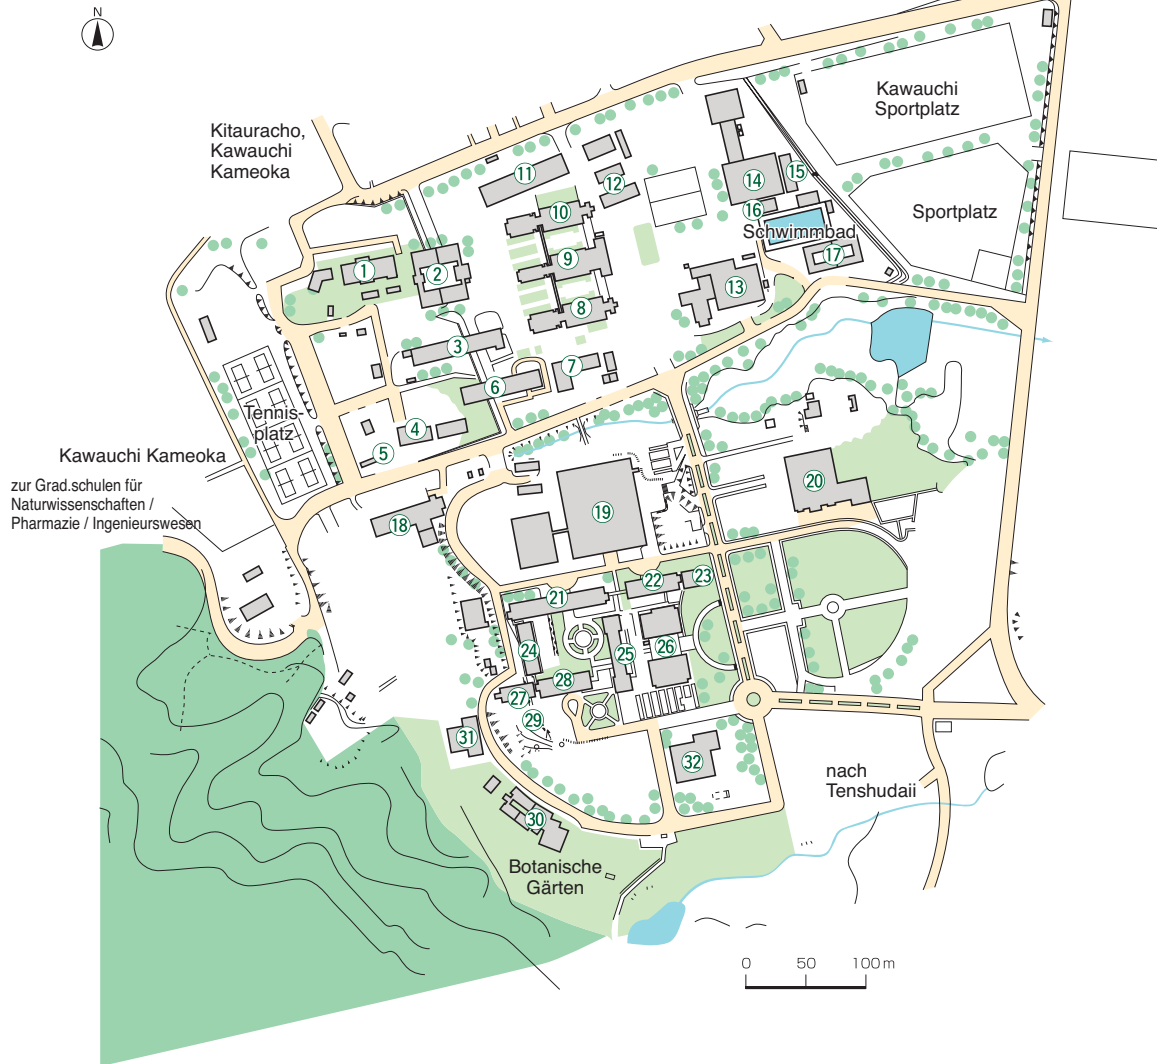 N
Kitauracho,
Kawauchi
Kameoka
Kawauchi
Sportplatz
Sportplatz
Schwimmbad
11
12
14
15
16
10
17
1
2
9
13
8
3
7
6
4
5
Tennis-
platz
Kawauchi Kameoka
zur Grad.schulen für
Naturwissenschaften /
Pharmazie / Ingenieurswesen
18
19
20
21
22
23
24
25
26
27
28
29
31
32
30
nach
Tenshudaii
Botanische
Gärten
0 50 100 m